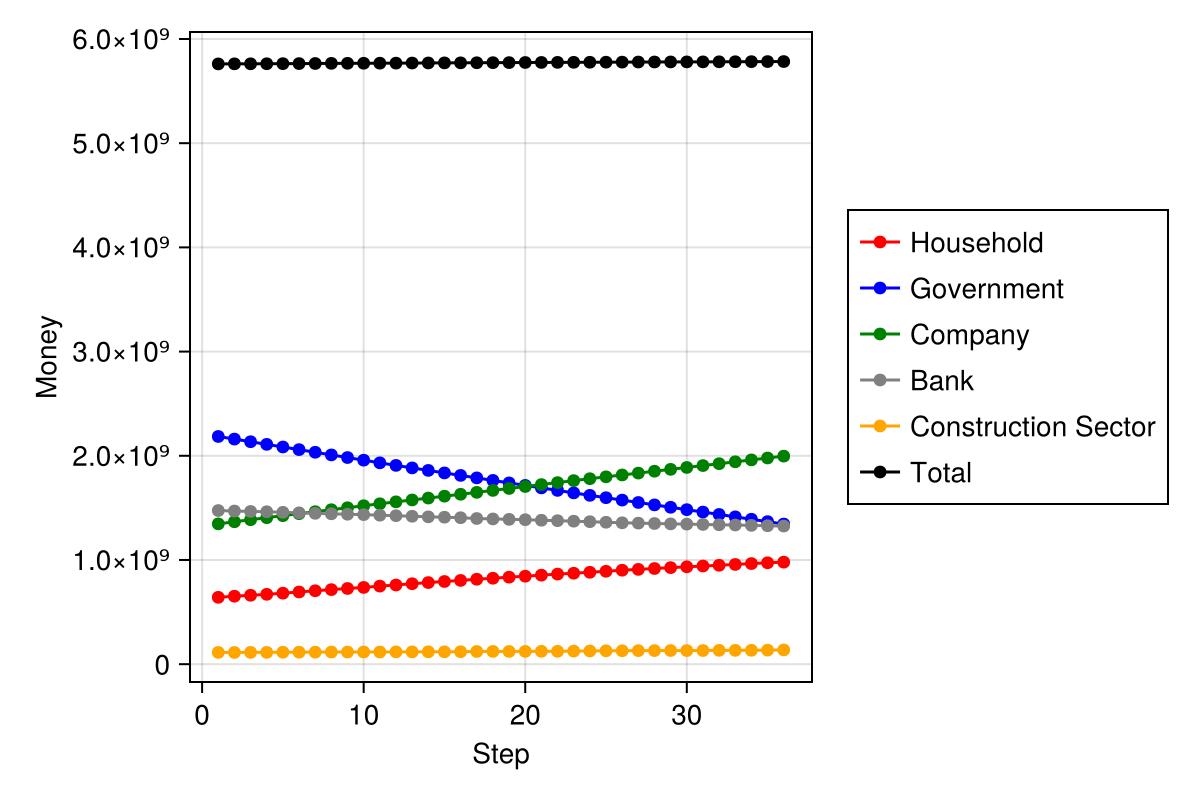 6.0×10⁹
5.0×10⁹
4.0×10⁹
3.0×10⁹
2.0×10⁹
1.0×10⁹
0
Money
0 10 20 30
Step
Household
Government
Company
Bank
Construction Sector
Total